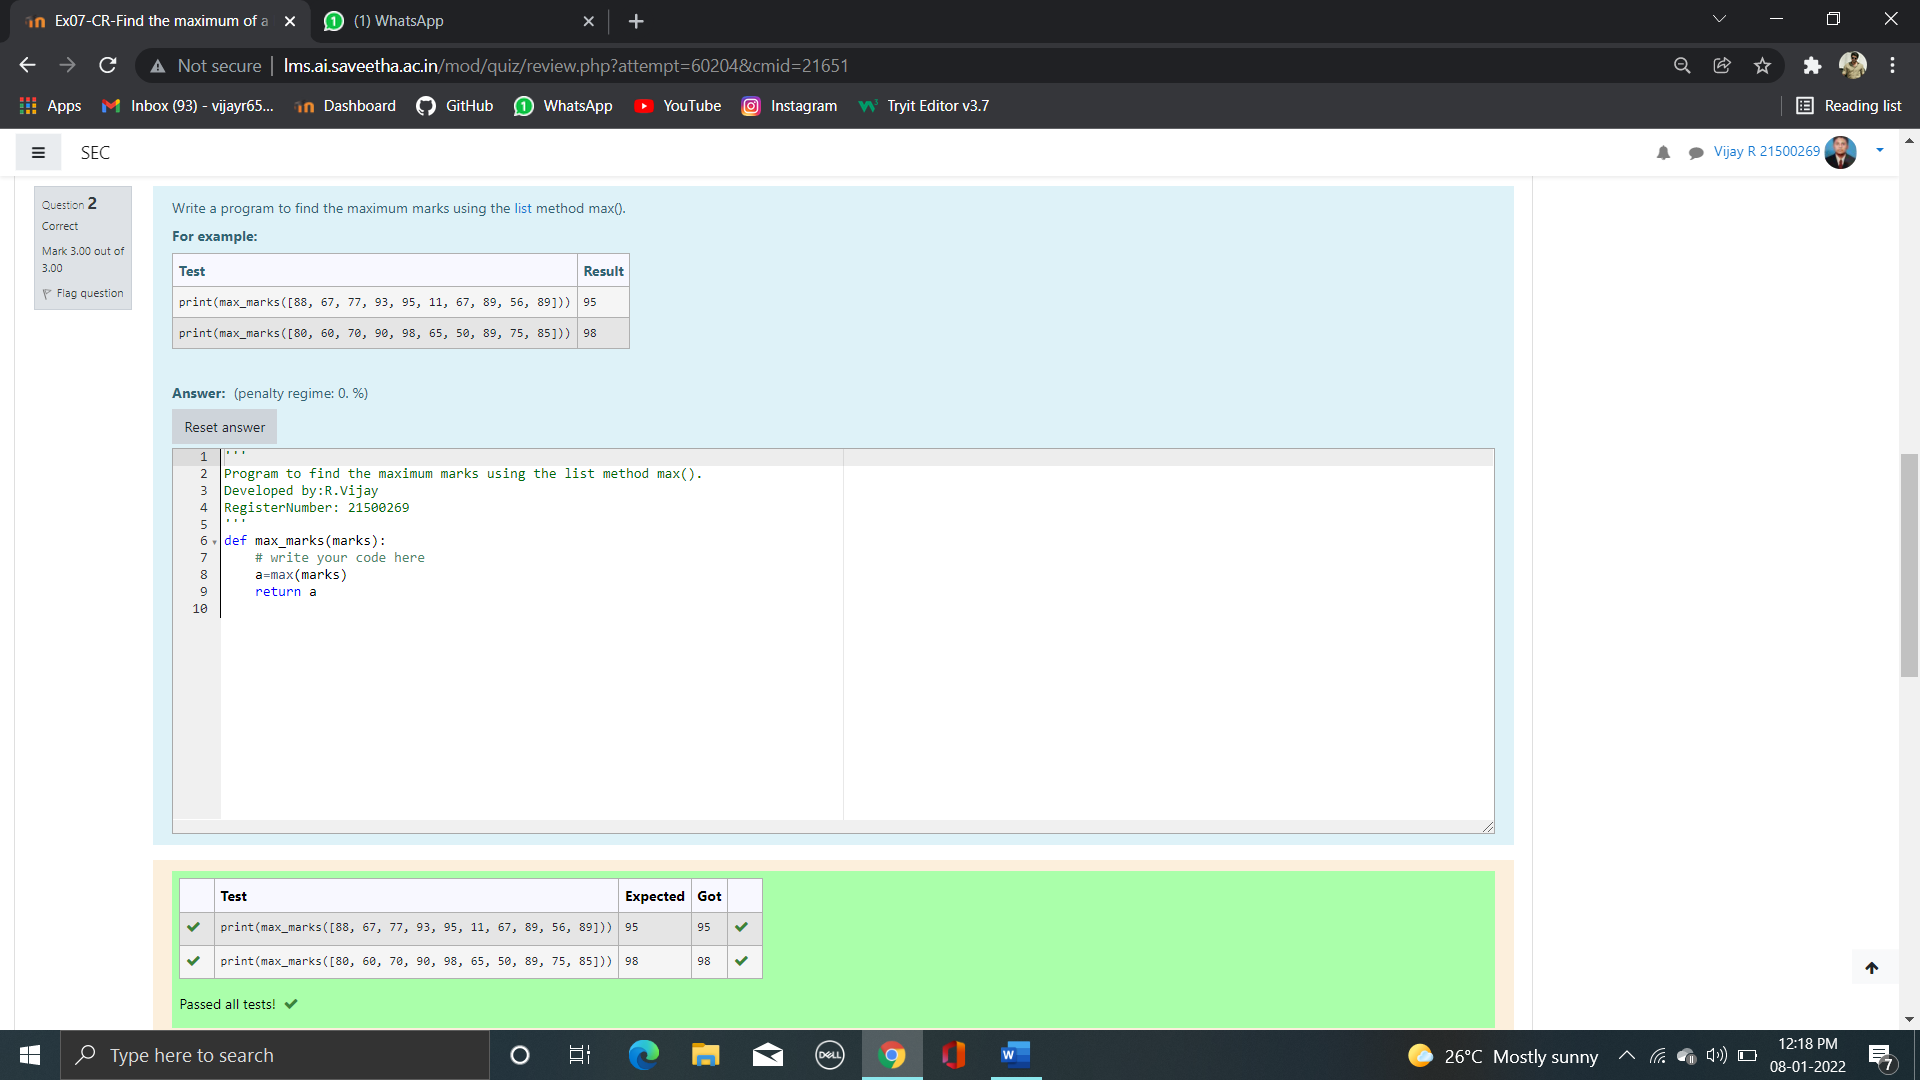 Ex07-CR-Find the maximum of a
(1) WhatsApp
Not secure | lms.ai.saveetha.ac.in/mod/quiz/review.php?attempt=60204&cmid=21651
Apps Inbox (93) - vijayr65... Dashboard GitHub WhatsApp YouTube Instagram Tryit Editor v3.7 Reading list
SEC
Vijay R 21500269
Question 2
Correct
Mark 3.00 out of
3.00
Flag question
Write a program to find the maximum marks using the list method max().
For example:
Test Result
print(max_marks([88, 67, 77, 93, 95, 11, 67, 89, 56, 89])) 95
print(max_marks([80, 60, 70, 90, 98, 65, 50, 89, 75, 85])) 98
Answer: (penalty regime: 0. %)
Reset answer
1 '''
2 Program to find the maximum marks using the list method max().
3 Developed by:R.Vijay
4 RegisterNumber: 21500269
5 '''
6 def max_marks(marks):
7 # write your code here
8 a=max(marks)
9 return a
10
Test Expected Got
print(max_marks([88, 67, 77, 93, 95, 11, 67, 89, 56, 89])) 95 95
print(max_marks([80, 60, 70, 90, 98, 65, 50, 89, 75, 85])) 98 98
Passed all tests!
Type here to search
DELL
W
26°C Mostly sunny
12:18 PM
08-01-2022
7